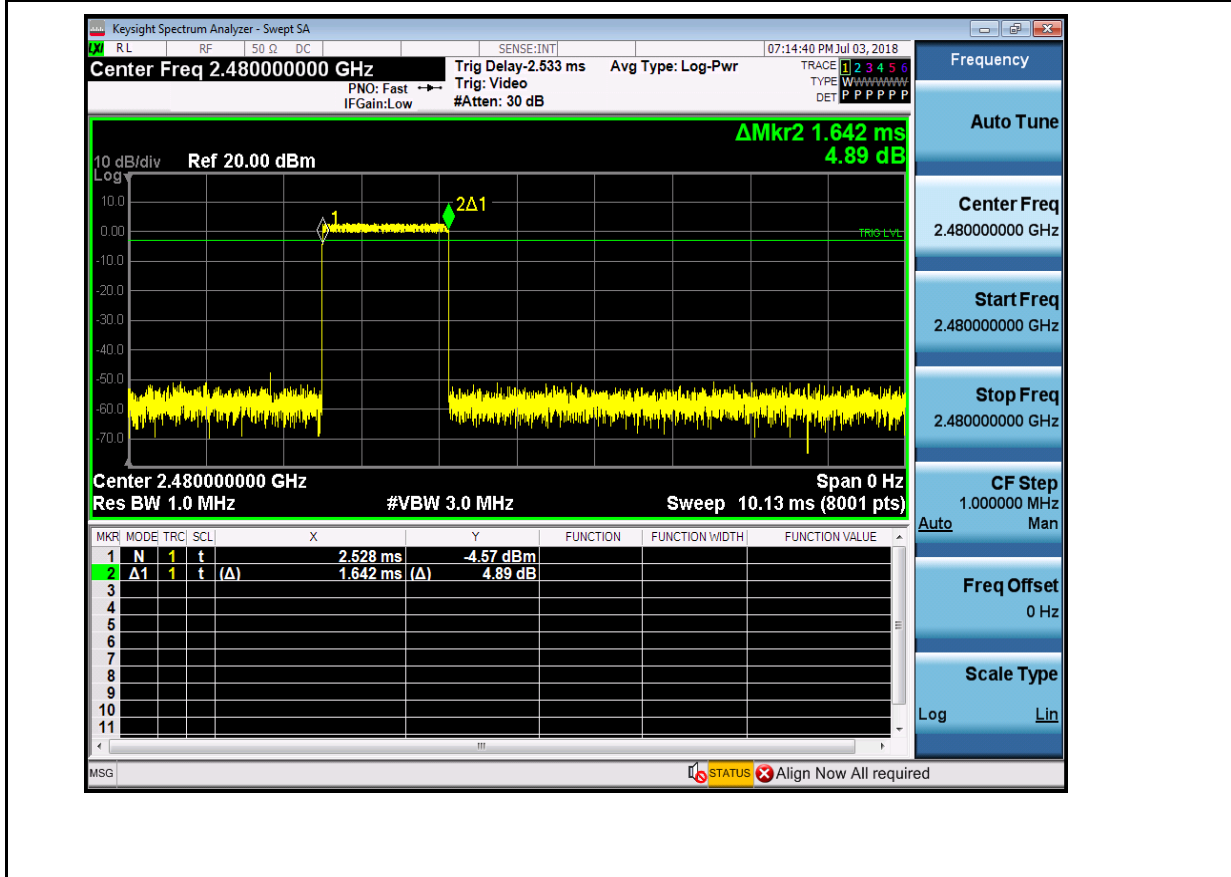 Keysight Spectrum Analyzer - Swept SA
LXI RL RF 50 Ω DC SENSE:INT 07:14:40 PM Jul 03, 2018
Center Freq 2.480000000 GHz
PNO: Fast
IFGain:Low
Trig Delay-2.533 ms
Trig: Video
#Atten: 30 dB
Avg Type: Log-Pwr
TRACE 1 2 3 4 5 6
TYPE WWWWWW
DET P P P P P P
ΔMkr2 1.642 ms
4.89 dB
10 dB/div Ref 20.00 dBm
Log
10.0
0.00
-10.0
-20.0
-30.0
-40.0
-50.0
-60.0
-70.0
1
2Δ1
TRIG LVL
Center 2.480000000 GHz Span 0 Hz
Res BW 1.0 MHz #VBW 3.0 MHz Sweep 10.13 ms (8001 pts)
MKR MODE TRC SCL X Y FUNCTION FUNCTION WIDTH FUNCTION VALUE
1 N 1 t 2.528 ms -4.57 dBm
2 Δ1 1 t (Δ) 1.642 ms (Δ) 4.89 dB
3
4
5
6
7
8
9
10
11
MSG STATUS Align Now All required
Frequency
Auto Tune
Center Freq
2.480000000 GHz
Start Freq
2.480000000 GHz
Stop Freq
2.480000000 GHz
CF Step
1.000000 MHz
Auto Man
Freq Offset
0 Hz
Scale Type
Log Lin